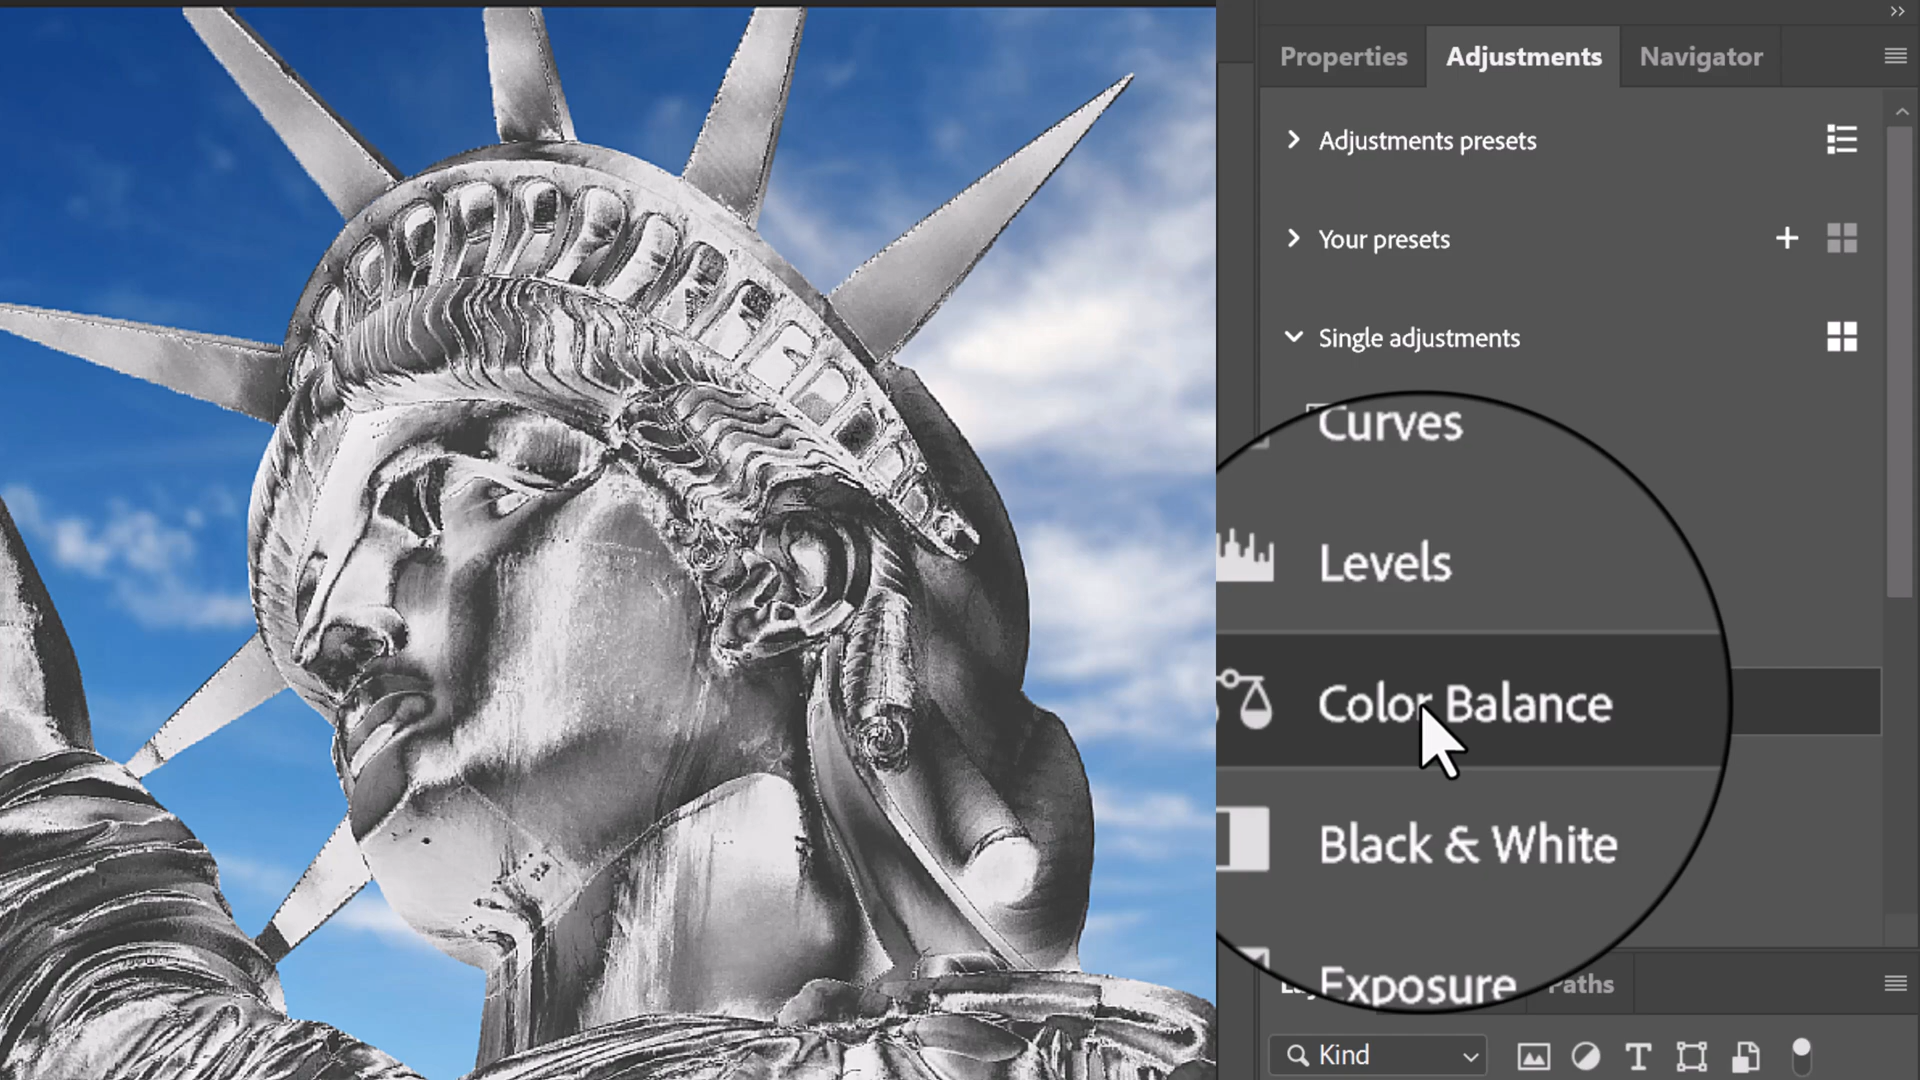 Properties Adjustments Navigator
Adjustments presets
Your presets
Single adjustments
Curves
Levels
Color Balance
Black & White
Exposure
Paths
Kind